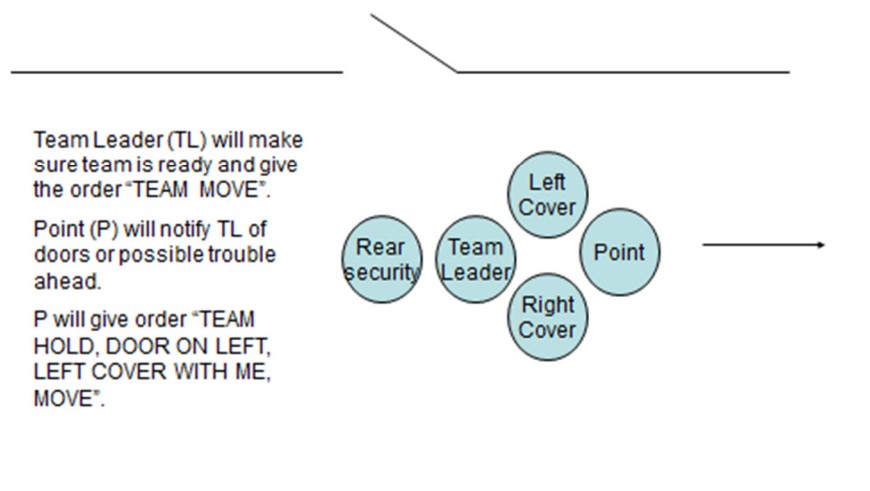 Team Leader (TL) will make
sure team is ready and give
the order “TEAM  MOVE”.
Point (P) will notify TL of
doors or possible trouble
ahead.
P will give order “TEAM
HOLD, DOOR ON LEFT,
LEFT COVER WITH ME,
MOVE”.
Left
Cover
Rear
security
Team
Leader
Point
Right
Cover